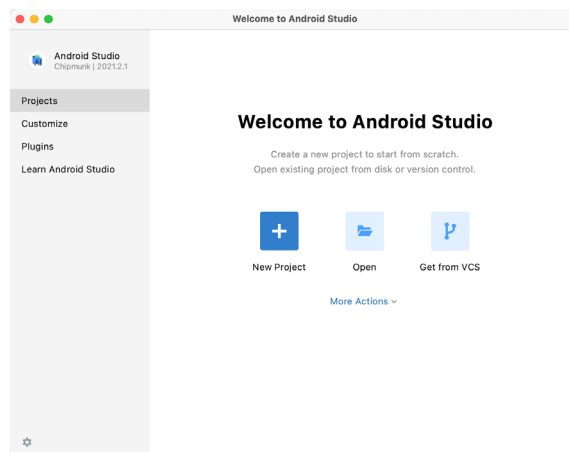 Welcome to Android Studio
Android Studio
Chipmunk | 2021.2.1
Projects
Customize
Plugins
Learn Android Studio
Welcome to Android Studio
Create a new project to start from scratch.
Open existing project from disk or version control.
New Project
Open
Get from VCS
More Actions